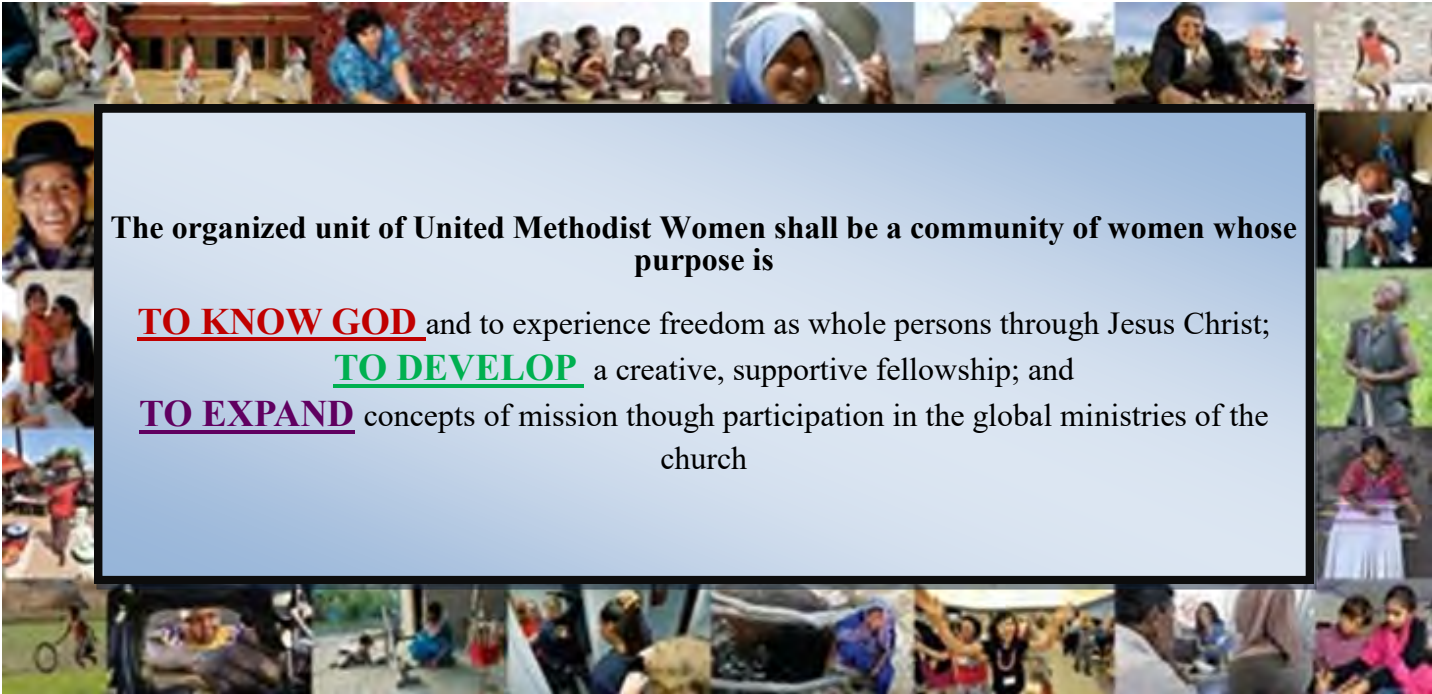 The organized unit of United Methodist Women shall be a community of women whose
purpose is
TO KNOW GOD and to experience freedom as whole persons through Jesus Christ;
TO DEVELOP a creative, supportive fellowship; and
TO EXPAND concepts of mission though participation in the global ministries of the
church